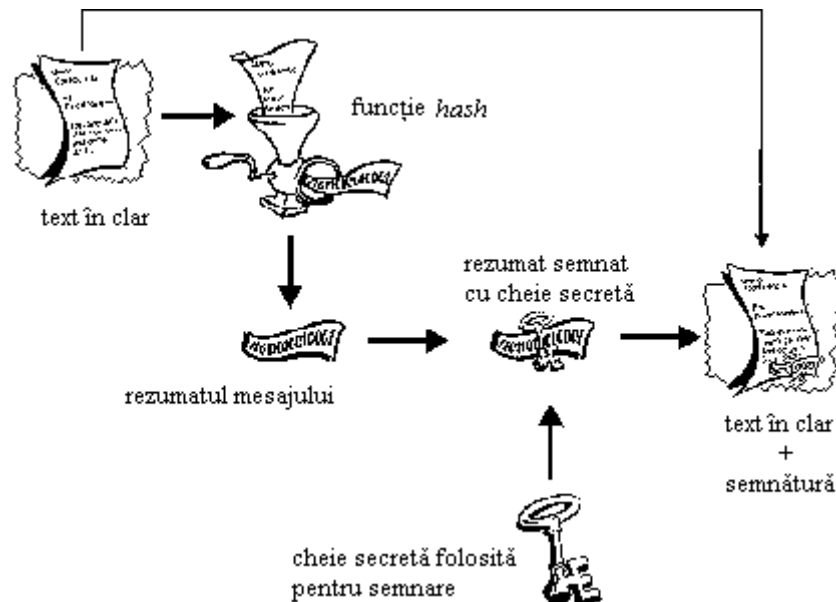 funcție hash
text în clar
rezumat semnat
cu cheie secretă
rezumatul mesajului
text în clar
+
semnătură
cheie secretă folosită
pentru semnare